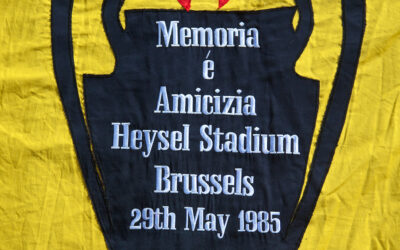 Memoria
é
Amicizia
Heysel Stadium
Brussels
29th May 1985